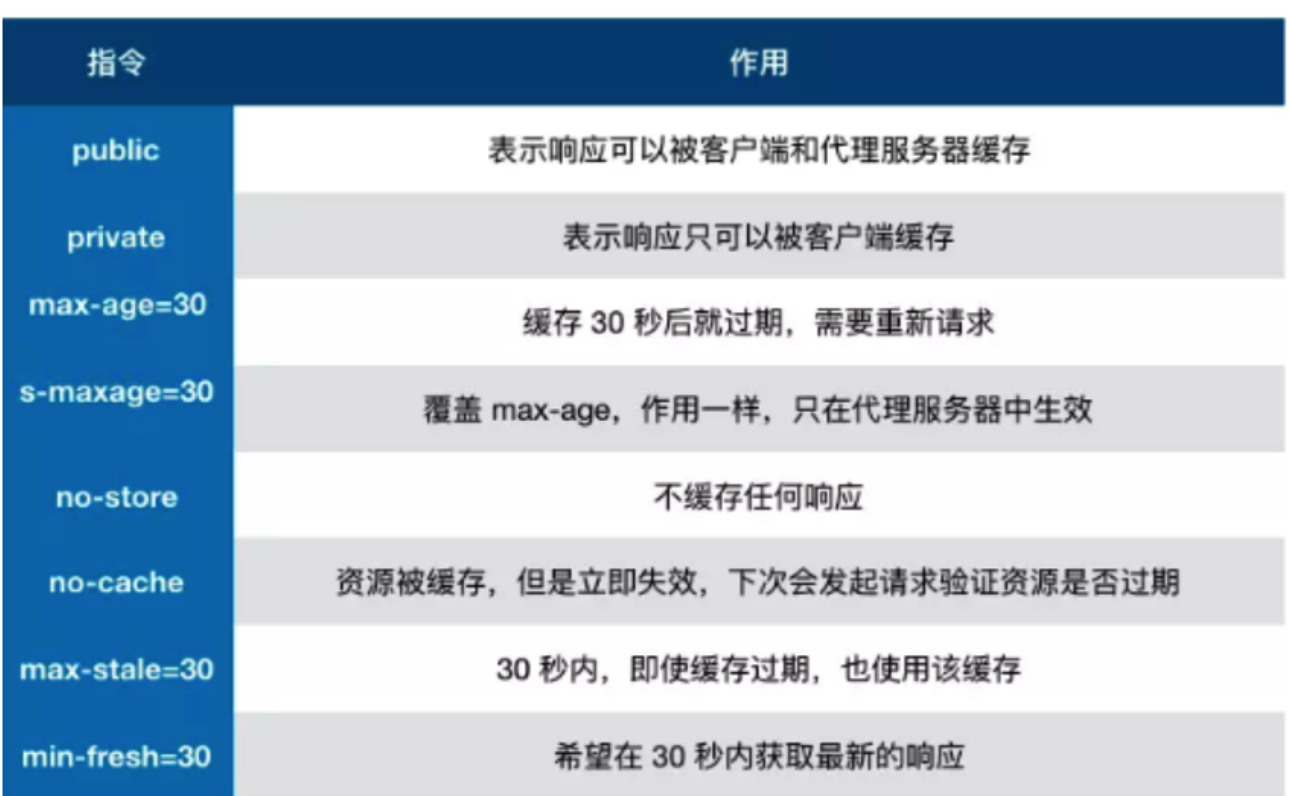 指令 作用
public 表示响应可以被客户端和代理服务器缓存
private 表示响应只可以被客户端缓存
max-age=30 缓存 30 秒后就过期，需要重新请求
s-maxage=30 覆盖 max-age，作用一样，只在代理服务器中生效
no-store 不缓存任何响应
no-cache 资源被缓存，但是立即失效，下次会发起请求验证资源是否过期
max-stale=30 30 秒内，即使缓存过期，也使用该缓存
min-fresh=30 希望在 30 秒内获取最新的响应